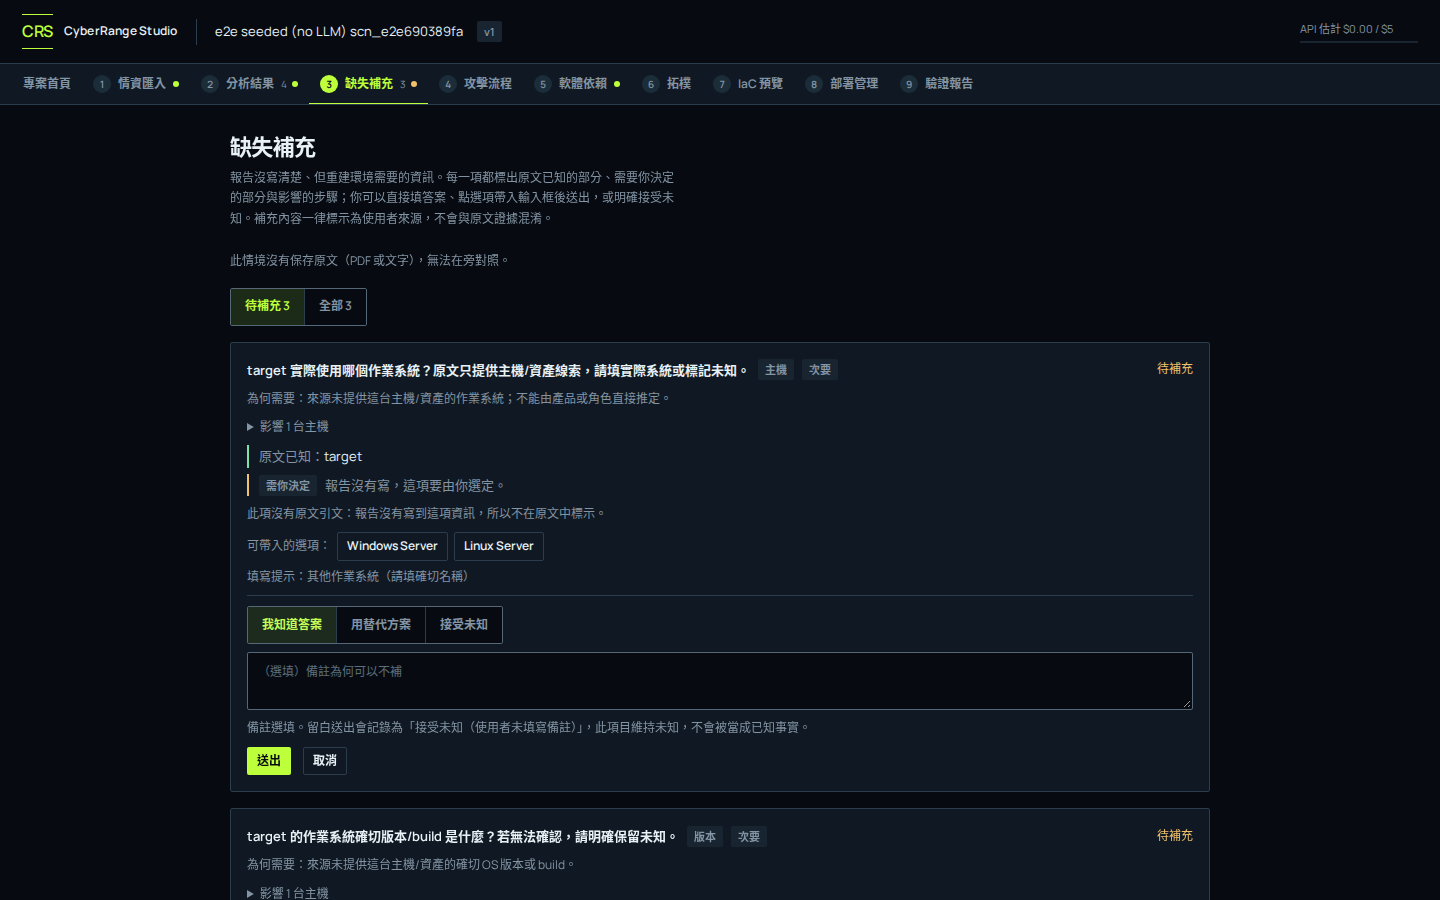 CRS CyberRange Studio e2e seeded (no LLM) scn_e2e690389fa v1 API 估計 $0.00 / $5
專案首頁 1 情資匯入 2 分析結果 4 3 缺失補充 3 4 攻擊流程 5 軟體依賴 6 拓樸 7 IaC 預覽 8 部署管理 9 驗證報告
缺失補充
報告沒寫清楚、但重建環境需要的資訊。每一項都標出原文已知的部分、需要你決定
的部分與影響的步驟；你可以直接填答案、點選項帶入輸入框後送出，或明確接受未
知。補充內容一律標示為使用者來源，不會與原文證據混淆。
此情境沒有保存原文（PDF 或文字），無法在旁對照。
待補充 3 全部 3
target 實際使用哪個作業系統？原文只提供主機/資產線索，請填實際系統或標記未知。 主機 次要 待補充
為何需要：來源未提供這台主機/資產的作業系統；不能由產品或角色直接推定。
▶ 影響 1 台主機
原文已知：target
需你決定 報告沒有寫，這項要由你選定。
此項沒有原文引文：報告沒有寫到這項資訊，所以不在原文中標示。
可帶入的選項： Windows Server Linux Server
填寫提示：其他作業系統（請填確切名稱）
我知道答案 用替代方案 接受未知
（選填）備註為何可以不補
備註選填。留白送出會記錄為「接受未知（使用者未填寫備註）」，此項目維持未知，不會被當成已知事實。
送出 取消
target 的作業系統確切版本/build 是什麼？若無法確認，請明確保留未知。 版本 次要 待補充
為何需要：來源未提供這台主機/資產的確切 OS 版本或 build。
▶ 影響 1 台主機